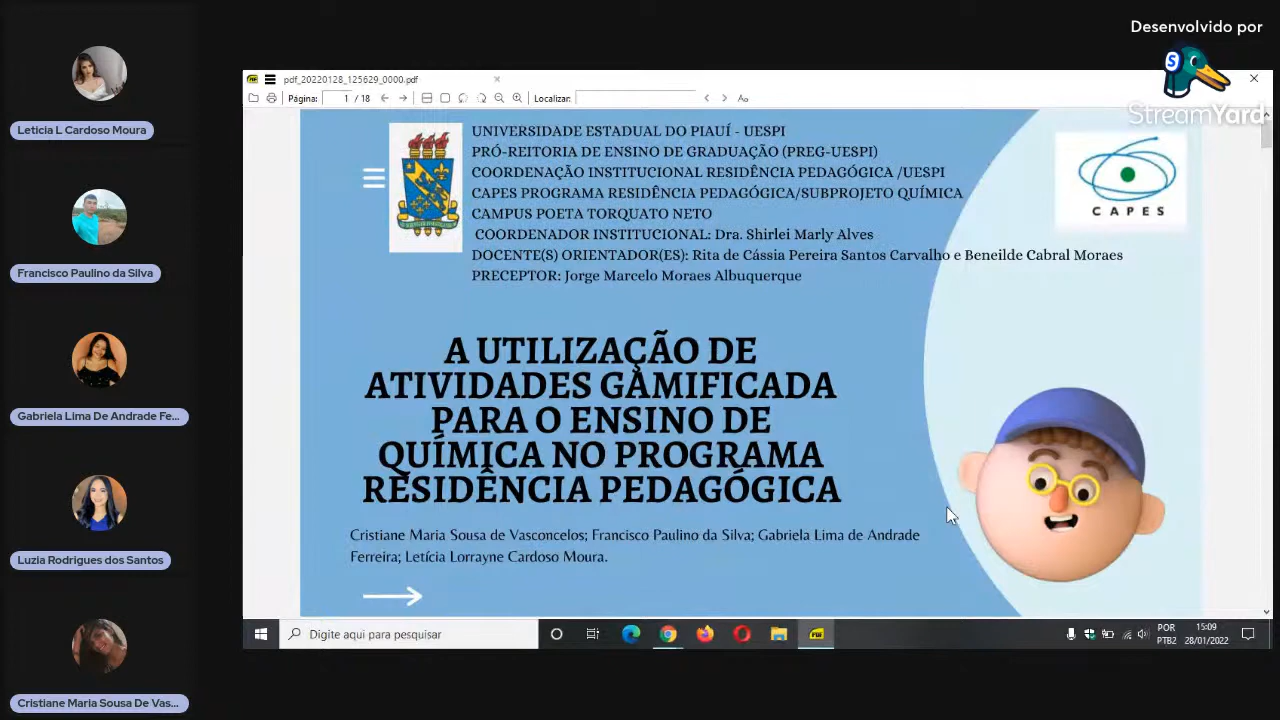 Desenvolvido por
StreamYard
Leticia L Cardoso Moura
Francisco Paulino da Silva
Gabriela Lima De Andrade Fe...
Luzia Rodrigues dos Santos
Cristiane Maria Sousa De Vas...
pdf_20220128_125629_0000.pdf
Página: 1 / 18 Localizar:
UNIVERSIDADE ESTADUAL DO PIAUÍ - UESPI
PRÓ-REITORIA DE ENSINO DE GRADUAÇÃO (PREG-UESPI)
COORDENAÇÃO INSTITUCIONAL RESIDÊNCIA PEDAGÓGICA /UESPI
CAPES PROGRAMA RESIDÊNCIA PEDAGÓGICA/SUBPROJETO QUÍMICA
CAMPUS POETA TORQUATO NETO
COORDENADOR INSTITUCIONAL: Dra. Shirlei Marly Alves
DOCENTE(S) ORIENTADOR(ES): Rita de Cássia Pereira Santos Carvalho e Beneilde Cabral Moraes
PRECEPTOR: Jorge Marcelo Moraes Albuquerque
CAPES
A UTILIZAÇÃO DE
ATIVIDADES GAMIFICADA
PARA O ENSINO DE
QUÍMICA NO PROGRAMA
RESIDÊNCIA PEDAGÓGICA
Cristiane Maria Sousa de Vasconcelos; Francisco Paulino da Silva; Gabriela Lima de Andrade
Ferreira; Letícia Lorrayne Cardoso Moura.
Digite aqui para pesquisar
POR
PTB2
15:09
28/01/2022